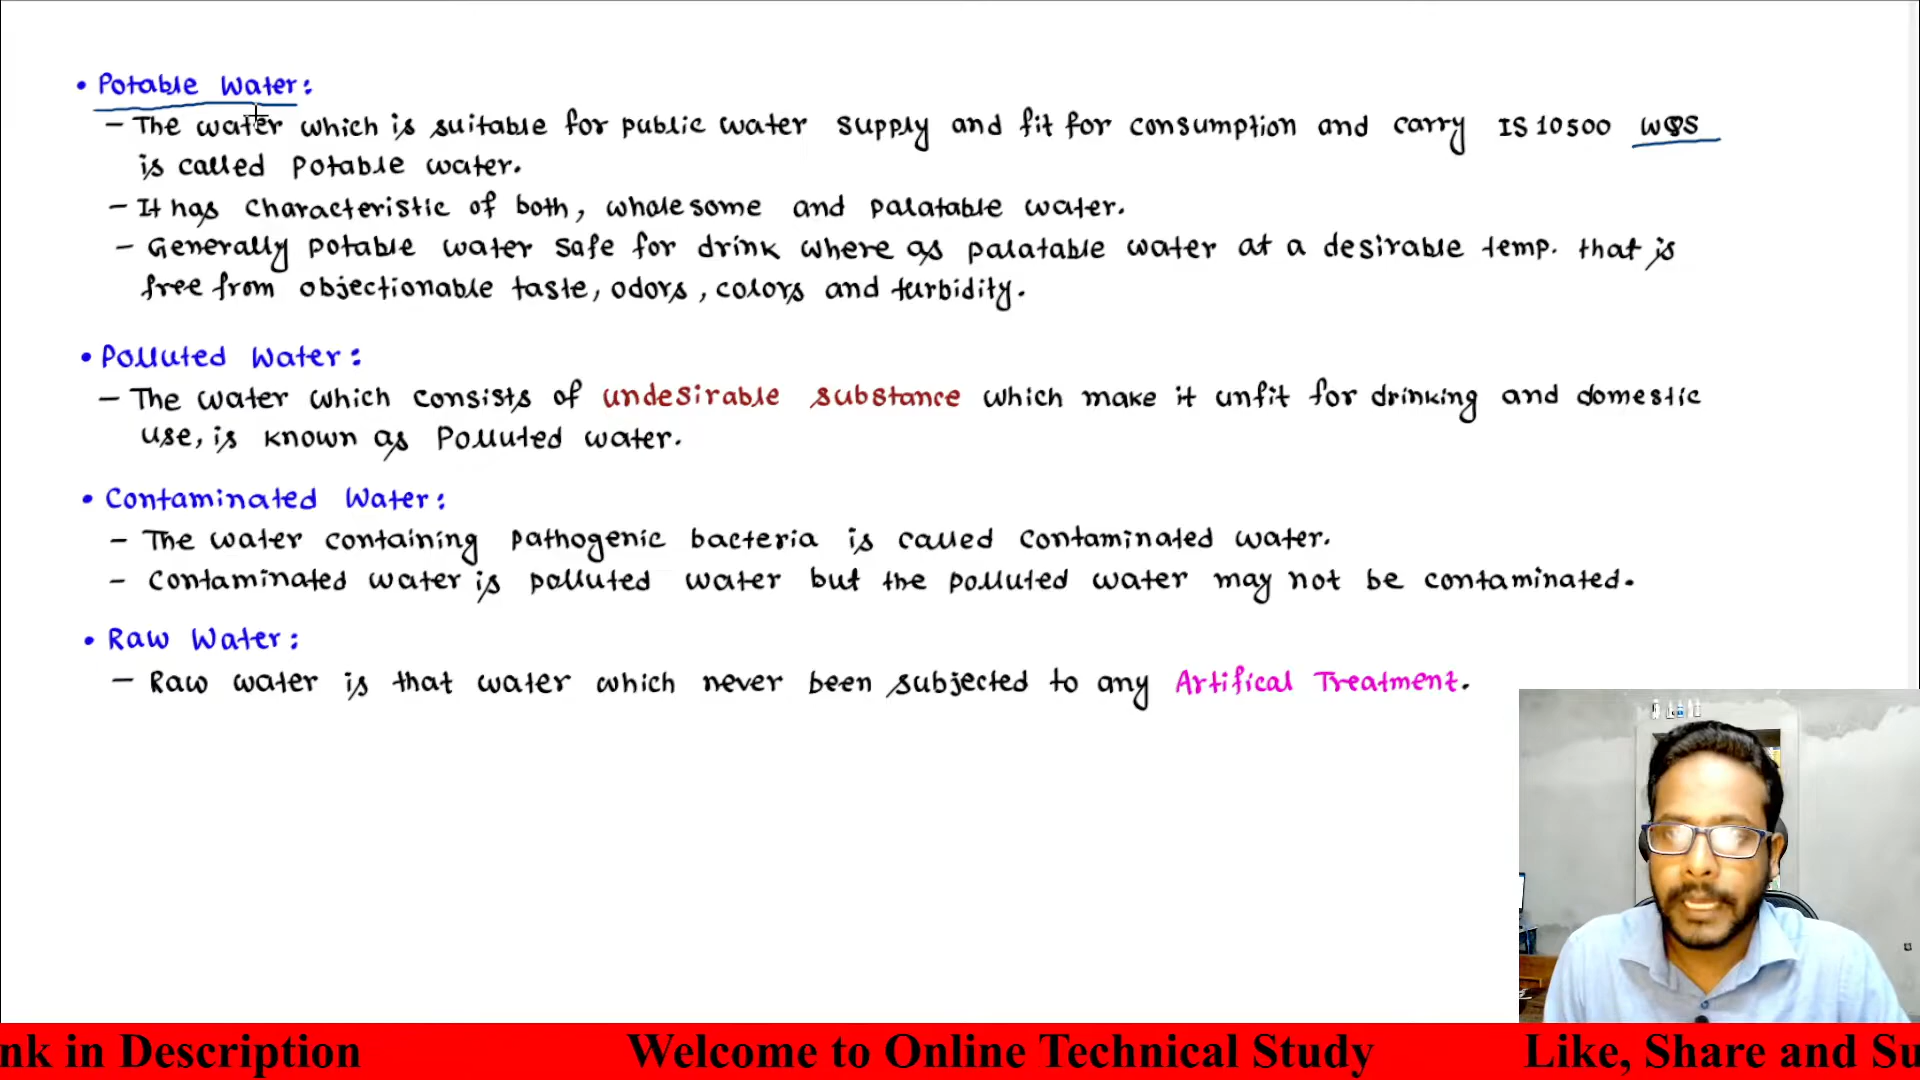 • Potable Water:
– The water which is suitable for public water supply and fit for consumption and carry IS 10500 WQS
is called Potable water.
– It has characteristic of both, wholesome and palatable water.
– Generally potable water safe for drink where as palatable water at a desirable temp. that is
free from objectionable taste, odors, colors and turbidity.
• Polluted Water:
– The water which consists of undesirable substance which make it unfit for drinking and domestic
use, is known as Polluted water.
• Contaminated Water:
– The water containing pathogenic bacteria is called contaminated water.
– Contaminated water is polluted water but the polluted water may not be contaminated.
• Raw Water:
– Raw water is that water which never been subjected to any Artifical Treatment.
nk in Description Welcome to Online Technical Study Like, Share and Su